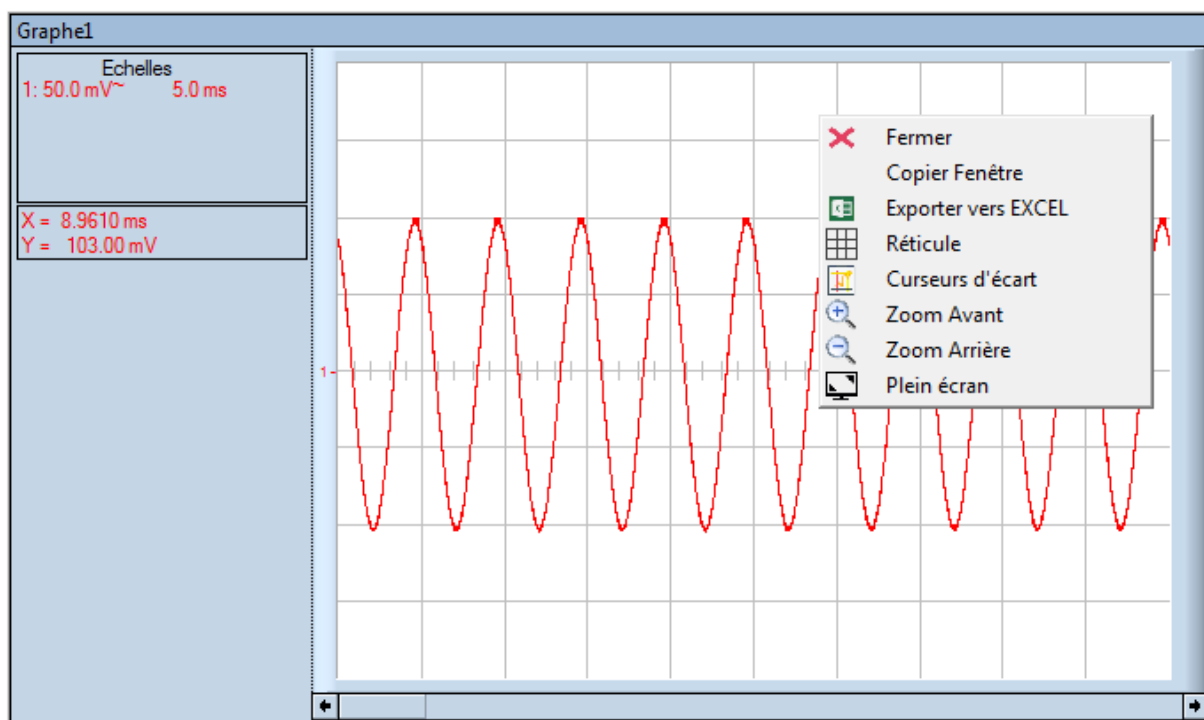 Graphe1
Echelles
1: 50.0 mV~ 5.0 ms
X = 8.9610 ms
Y = 103.00 mV
1-
Fermer
Copier Fenêtre
Exporter vers EXCEL
Réticule
Curseurs d'écart
Zoom Avant
Zoom Arrière
Plein écran